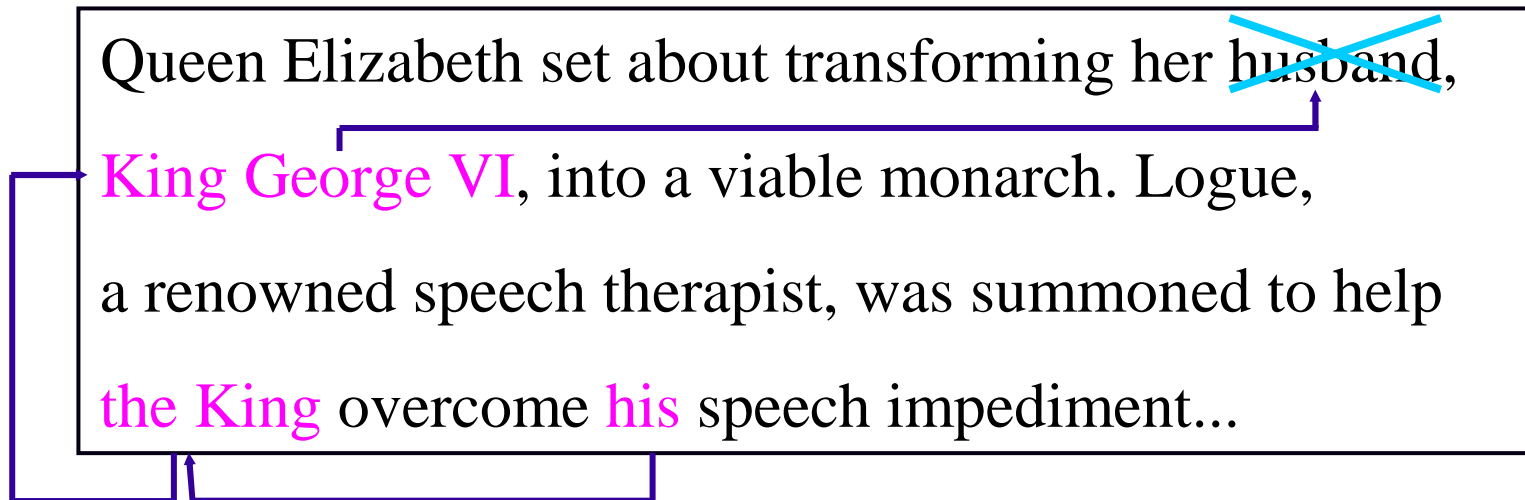 Queen Elizabeth set about transforming her husband,
King George VI, into a viable monarch. Logue,
a renowned speech therapist, was summoned to help
the King overcome his speech impediment...